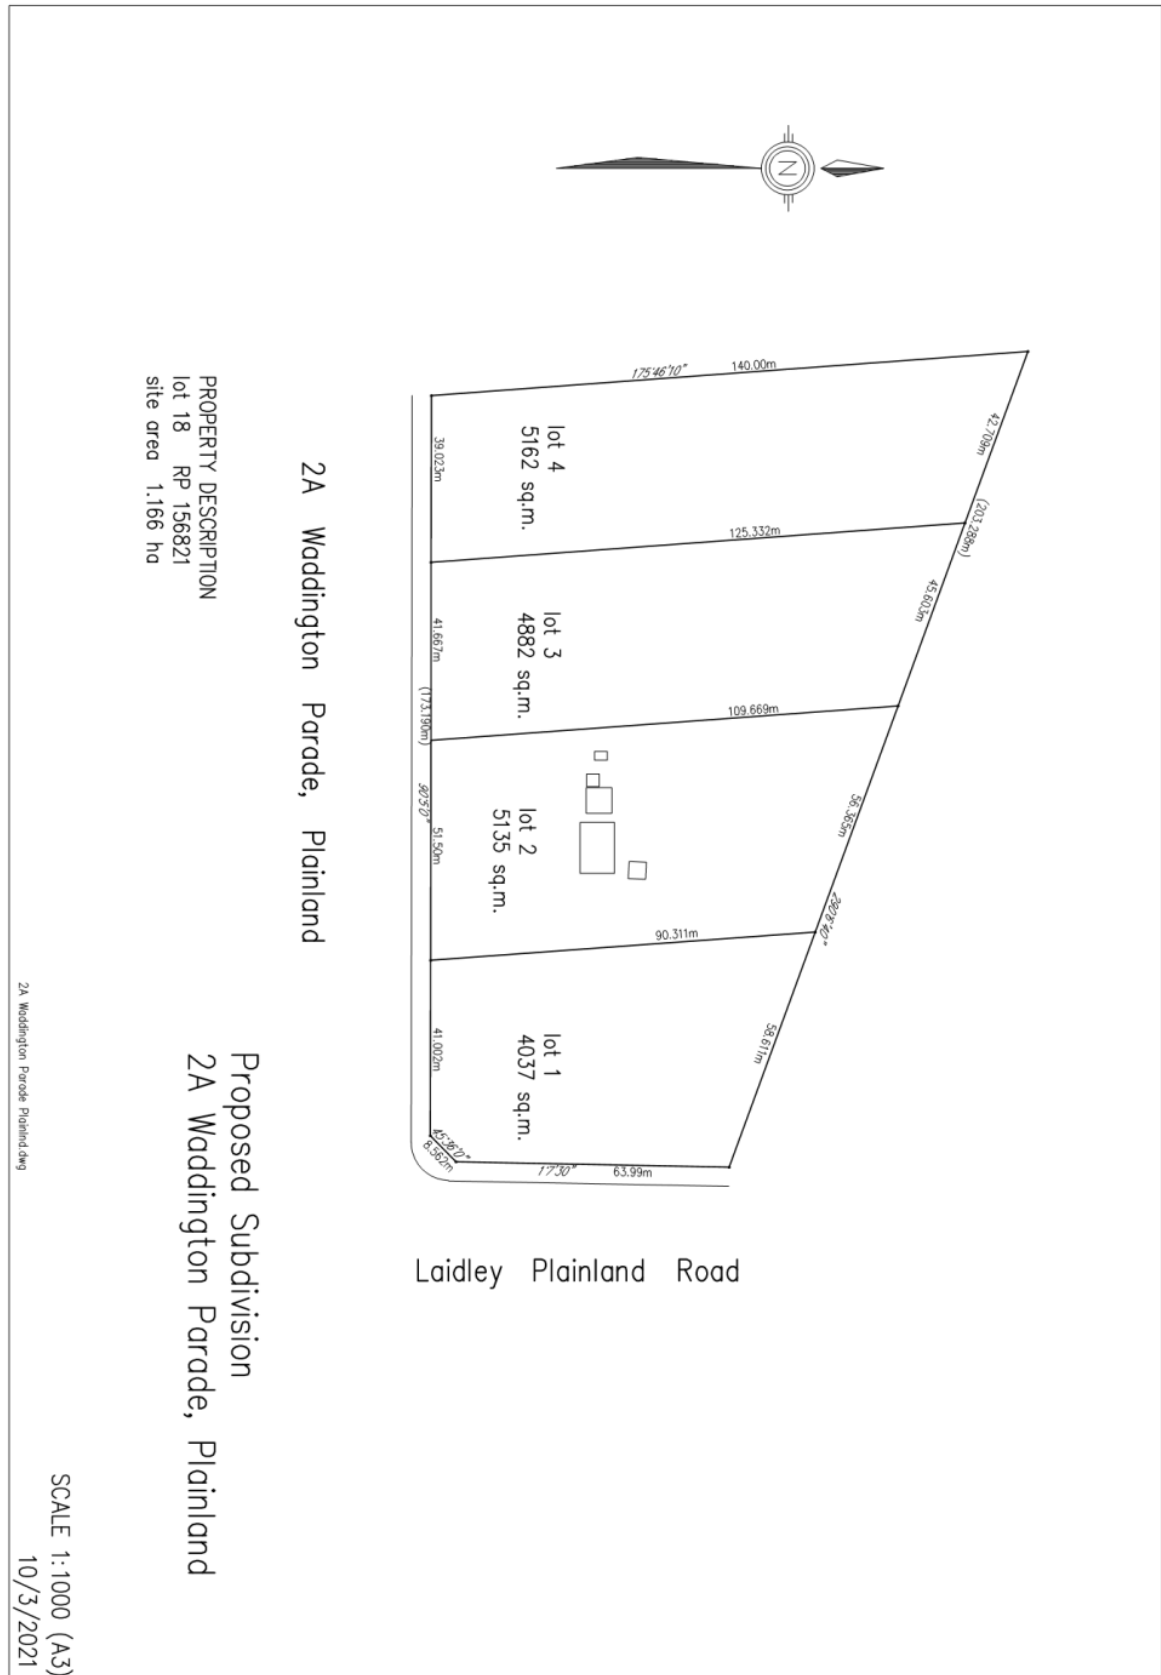 N
175°46'10"
140.00m
42.709m
(203.288m)
39.023m
lot 4
5162 sq.m.
125.332m
45.603m
41.667m
lot 3
4882 sq.m.
109.669m
(173.190m)
90°5'0"
51.50m
lot 2
5135 sq.m.
56.365m
290°6'40"
90.311m
41.002m
lot 1
4037 sq.m.
58.611m
45°36'0"
8.562m
1°7'30"
63.99m
Laidley Plainland Road
2A Waddington Parade, Plainland
PROPERTY DESCRIPTION
lot 18 RP 156821
site area 1.166 ha
Proposed Subdivision
2A Waddington Parade, Plainland
2A Waddington Parade Plainlnd.dwg
SCALE 1:1000 (A3)
10/3/2021